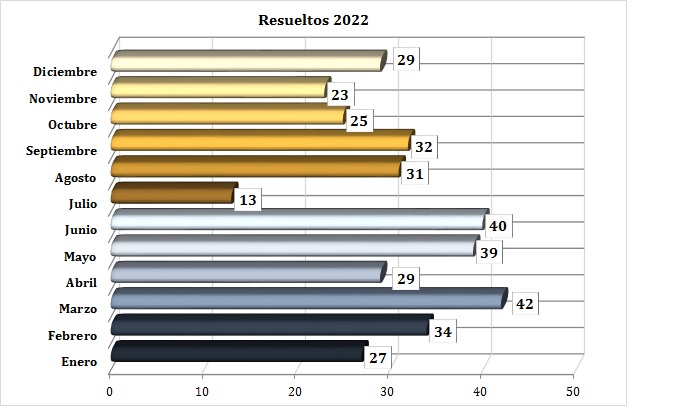 Resueltos 2022
Diciembre 29
Noviembre 23
Octubre 25
Septiembre 32
Agosto 31
Julio 13
Junio 40
Mayo 39
Abril 29
Marzo 42
Febrero 34
Enero 27
0 10 20 30 40 50